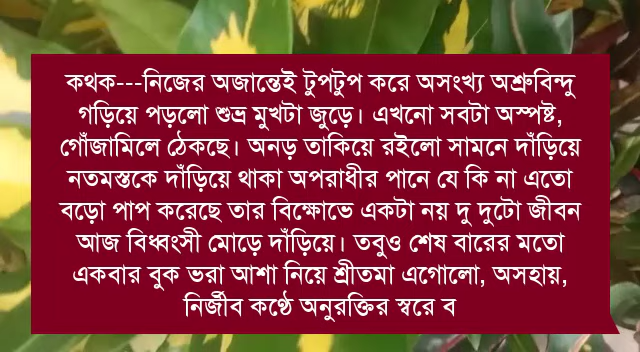 কথক---নিজের অজান্তেই টুপটুপ করে অসংখ্য অশ্রুবিন্দু
গড়িয়ে পড়লো শুভ্র মুখটা জুড়ে। এখনো সবটা অস্পষ্ট,
গোঁজামিলে ঠেকছে। অনড় তাকিয়ে রইলো সামনে দাঁড়িয়ে
নতমস্তকে দাঁড়িয়ে থাকা অপরাধীর পানে যে কি না এতো
বড়ো পাপ করেছে তার বিক্ষোভে একটা নয় দু দুটো জীবন
আজ বিধ্বংসী মোড়ে দাঁড়িয়ে। তবুও শেষ বারের মতো
একবার বুক ভরা আশা নিয়ে শ্রীতমা এগোলো, অসহায়,
নির্জীব কণ্ঠে অনুরক্তির স্বরে ব